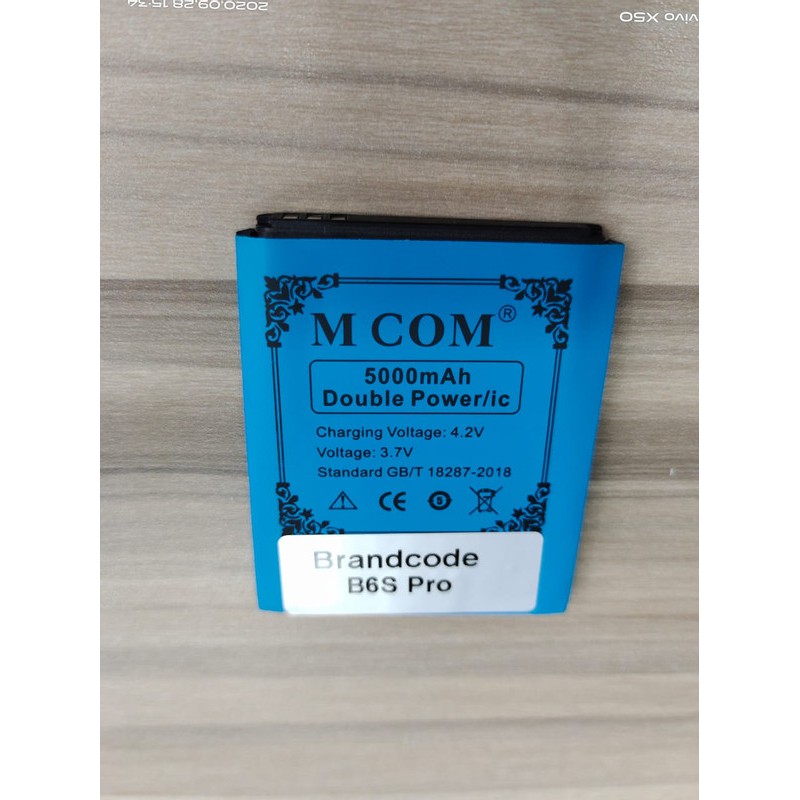 2020.09.28 15:34
vivo X50
M COM®
5000mAh
Double Power/ic
Charging Voltage: 4.2V
Voltage: 3.7V
Standard GB/T 18287-2018
CE
5
Brandcode
B6S Pro